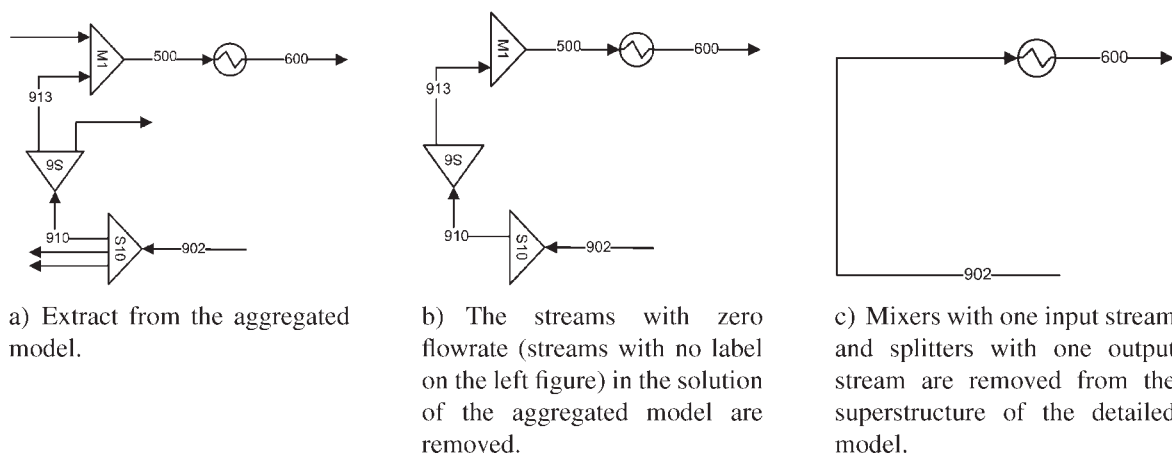 M1
500
600
913
S9
910
S10
902
M1
500
600
913
S9
910
S10
902
600
902
a) Extract from the aggregated
model.
b) The streams with zero
flowrate (streams with no label
on the left figure) in the solution
of the aggregated model are
removed.
c) Mixers with one input stream
and splitters with one output
stream are removed from the
superstructure of the detailed
model.